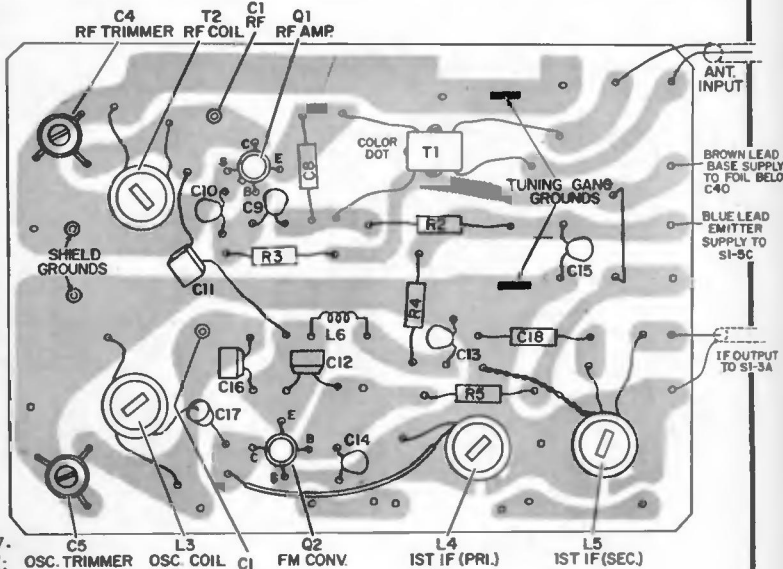 C4
RF TRIMMER
T2
RF COIL
C1
RF
Q1
RF AMP.
ANT.
INPUT
COLOR
DOT
T1
C
S
E
B
C8
C10
C9
TUNING GANG
GROUNDS
BROWN LEAD
BASE SUPPLY
TO FOIL BELOW
C40
BLUE LEAD
EMITTER
SUPPLY TO
S1-5C
SHIELD
GROUNDS
R3
R2
C11
C15
R4
L6
C13
C18
C16
C12
IF OUTPUT
TO S1-3A
R5
C17
E
C
B
C14
C5
OSC. TRIMMER
L3
OSC. COIL
C1
Q2
FM CONV.
L4
1ST IF (PRI.)
L5
1ST IF (SEC.)